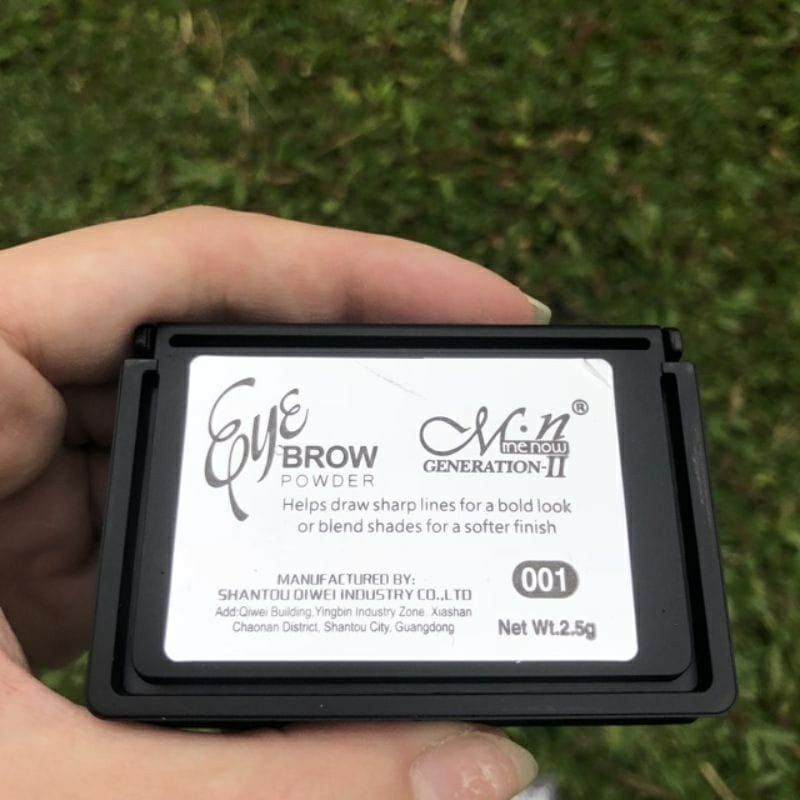 Eye
BROW
POWDER
M.n®
me now
GENERATION-II
Helps draw sharp lines for a bold look
or blend shades for a softer finish
MANUFACTURED BY:
SHANTOU QIWEI INDUSTRY CO.,LTD
Add:Qiwei Building,Yingbin Industry Zone. Xiashan
Chaonan District, Shantou City, Guangdong
001
Net Wt.2.5g